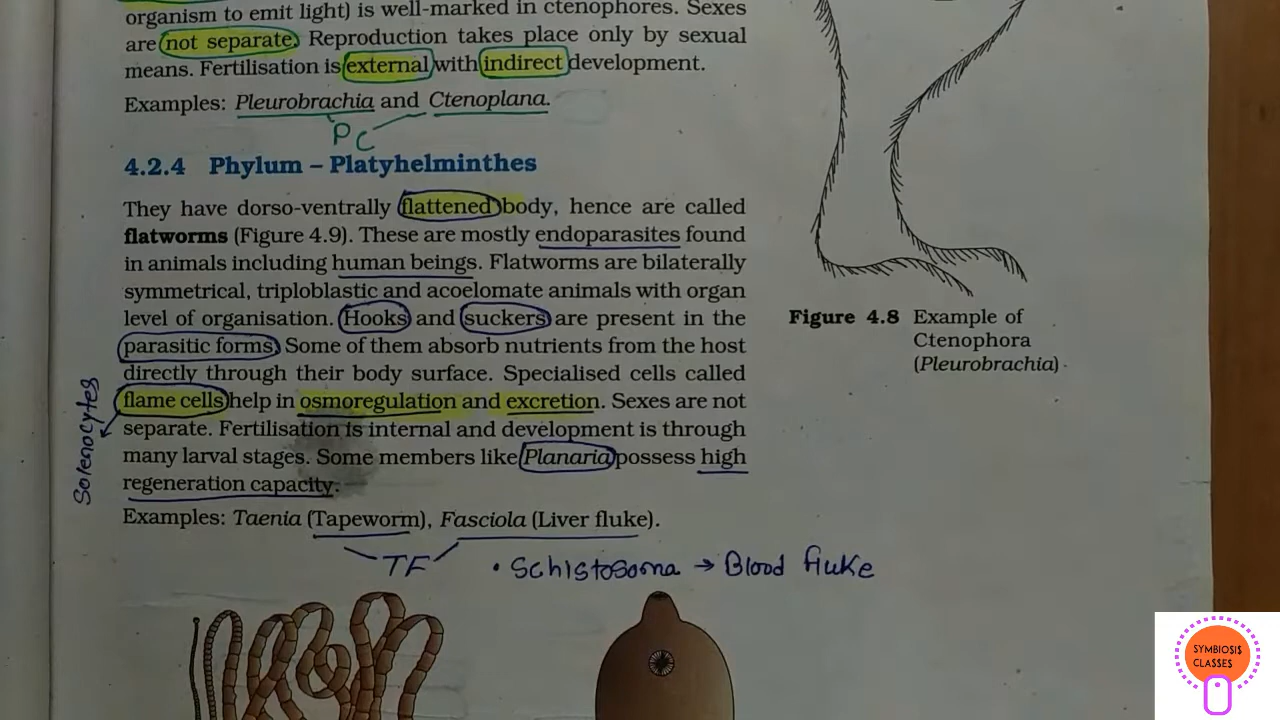 organism to emit light) is well-marked in ctenophores. Sexes
are not separate. Reproduction takes place only by sexual
means. Fertilisation is external with indirect development.
Examples: Pleurobrachia and Ctenoplana.
PC
4.2.4 Phylum – Platyhelminthes
They have dorso-ventrally flattened body, hence are called
flatworms (Figure 4.9). These are mostly endoparasites found
in animals including human beings. Flatworms are bilaterally
symmetrical, triploblastic and acoelomate animals with organ
level of organisation. Hooks and suckers are present in the
parasitic forms. Some of them absorb nutrients from the host
directly through their body surface. Specialised cells called
flame cells help in osmoregulation and excretion. Sexes are not
separate. Fertilisation is internal and development is through
many larval stages. Some members like Planaria possess high
regeneration capacity.
Solenocytes
Examples: Taenia (Tapeworm), Fasciola (Liver fluke).
TF
• Schistosoma → Blood fluke
Figure 4.8 Example of
Ctenophora
(Pleurobrachia)
SYMBIOSIS
CLASSES